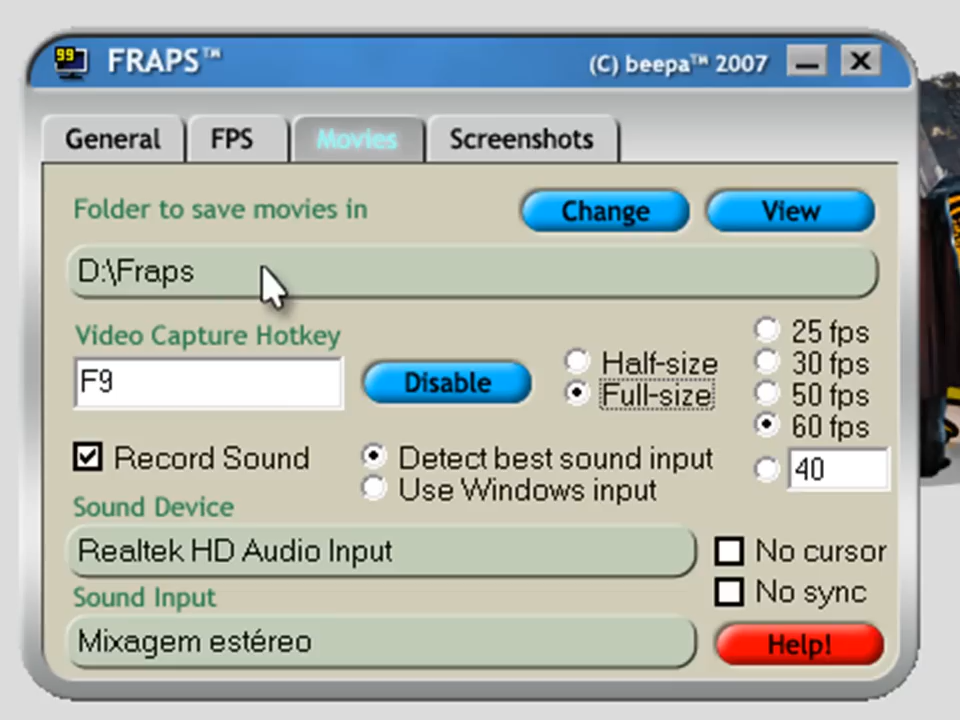 99 FRAPS™ (C) beepa™ 2007
General FPS Movies Screenshots
Folder to save movies in Change View
D:\Fraps
Video Capture Hotkey
F9 Disable
Half-size
Full-size
25 fps
30 fps
50 fps
60 fps
40
Record Sound
Detect best sound input
Use Windows input
Sound Device
Realtek HD Audio Input
No cursor
No sync
Sound Input
Mixagem estéreo
Help!